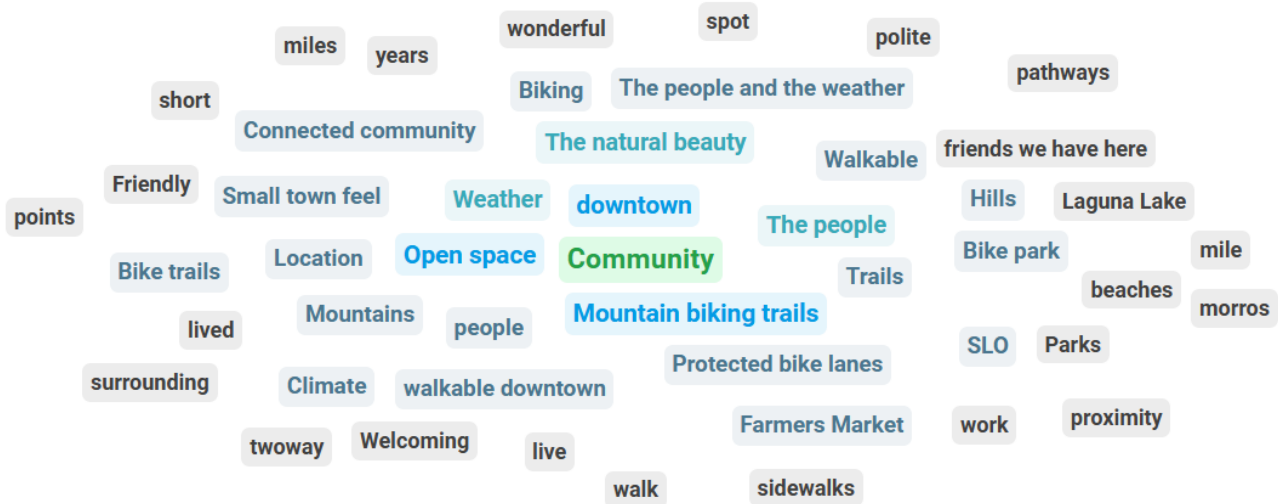 spot
wonderful
polite
miles
years
pathways
The people and the weather
Biking
short
Connected community
The natural beauty
friends we have here
Walkable
Friendly
Small town feel
Weather
Hills
Laguna Lake
downtown
points
The people
mile
Bike park
Open space
Location
Community
Bike trails
Trails
beaches
morros
Mountains
Mountain biking trails
people
lived
SLO
Parks
Protected bike lanes
surrounding
Climate
walkable downtown
proximity
Farmers Market
work
Welcoming
twoway
live
walk
sidewalks